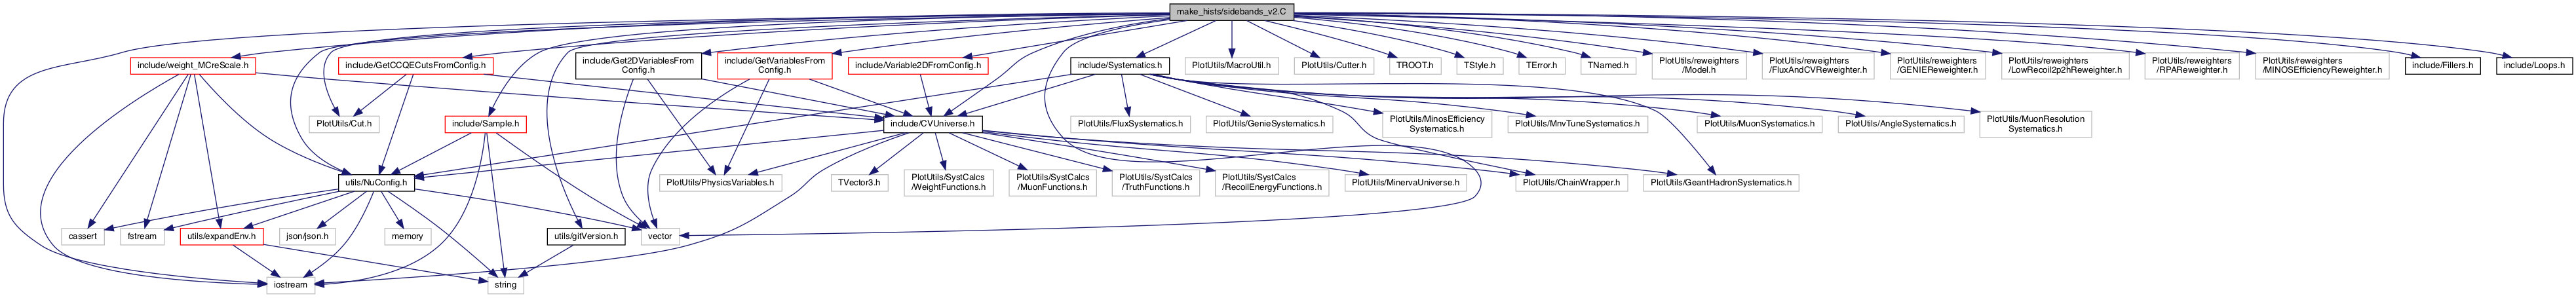 make_hists/sidebands_v2.C
include/weight_MCreScale.h
include/GetCCQECutsFromConfig.h
include/Get2DVariablesFrom
Config.h
include/GetVariablesFrom
Config.h
include/Variable2DFromConfig.h
include/Systematics.h
PlotUtils/MacroUtil.h
PlotUtils/Cutter.h
TROOT.h
TStyle.h
TError.h
TNamed.h
PlotUtils/reweighters
/Model.h
PlotUtils/reweighters
/FluxAndCVReweighter.h
PlotUtils/reweighters
/GENIEReweighter.h
PlotUtils/reweighters
/LowRecoil2p2hReweighter.h
PlotUtils/reweighters
/RPAReweighter.h
PlotUtils/reweighters
/MINOSEfficiencyReweighter.h
include/Fillers.h
include/Loops.h
PlotUtils/Cut.h
include/Sample.h
include/CVUniverse.h
PlotUtils/FluxSystematics.h
PlotUtils/GenieSystematics.h
PlotUtils/MinosEfficiency
Systematics.h
PlotUtils/MnvTuneSystematics.h
PlotUtils/MuonSystematics.h
PlotUtils/AngleSystematics.h
PlotUtils/MuonResolution
Systematics.h
utils/NuConfig.h
PlotUtils/PhysicsVariables.h
TVector3.h
PlotUtils/SystCalcs
/WeightFunctions.h
PlotUtils/SystCalcs
/MuonFunctions.h
PlotUtils/SystCalcs
/TruthFunctions.h
PlotUtils/SystCalcs
/RecoilEnergyFunctions.h
PlotUtils/MinervaUniverse.h
PlotUtils/ChainWrapper.h
PlotUtils/GeantHadronSystematics.h
cassert
fstream
utils/expandEnv.h
json/json.h
memory
utils/gitVersion.h
vector
iostream
string